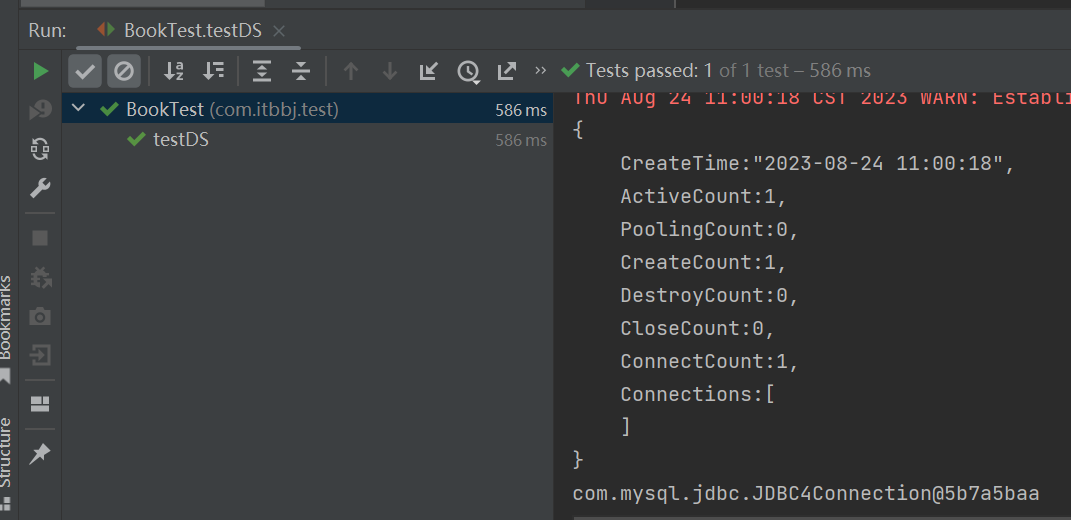 Run: BookTest.testDS
Tests passed: 1 of 1 test – 586 ms
BookTest (com.itbbj.test) 586 ms
testDS 586 ms
Thu Aug 24 11:00:18 CST 2023 WARN: Establi
{
CreateTime:"2023-08-24 11:00:18",
ActiveCount:1,
PoolingCount:0,
CreateCount:1,
DestroyCount:0,
CloseCount:0,
ConnectCount:1,
Connections:[
]
}
com.mysql.jdbc.JDBC4Connection@5b7a5baa
Bookmarks
Structure